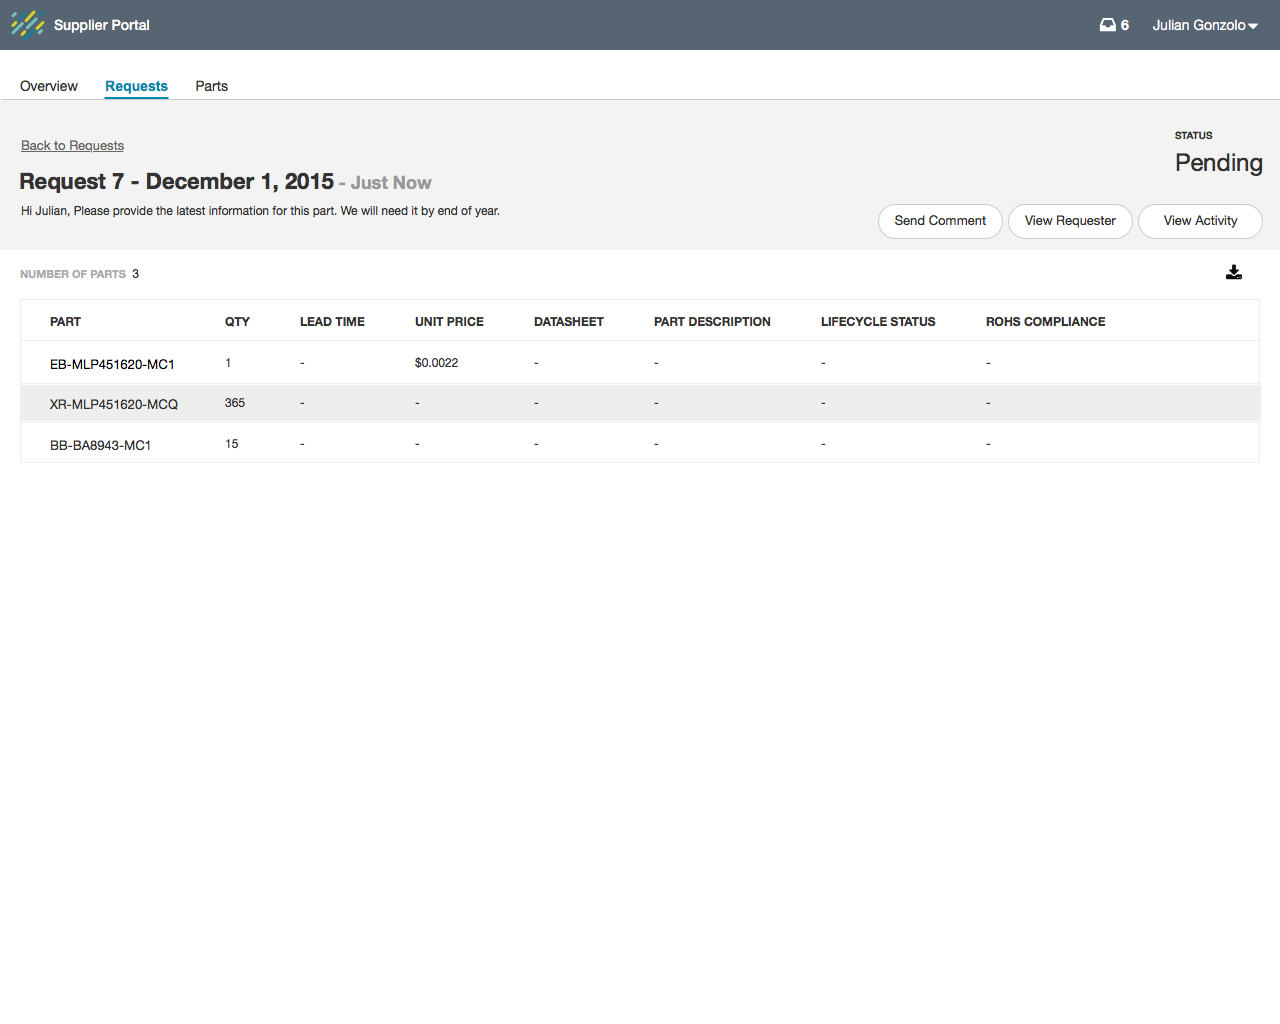 Supplier Portal
6 Julian Gonzolo
Overview Requests Parts
Back to Requests
STATUS
Pending
Request 7 - December 1, 2015 - Just Now
Hi Julian, Please provide the latest information for this part. We will need it by end of year.
Send Comment View Requester View Activity
NUMBER OF PARTS 3
PART QTY LEAD TIME UNIT PRICE DATASHEET PART DESCRIPTION LIFECYCLE STATUS ROHS COMPLIANCE
EB-MLP451620-MC1 1 - $0.0022 - - - -
XR-MLP451620-MCQ 365 - - - - - -
BB-BA8943-MC1 15 - - - - - -